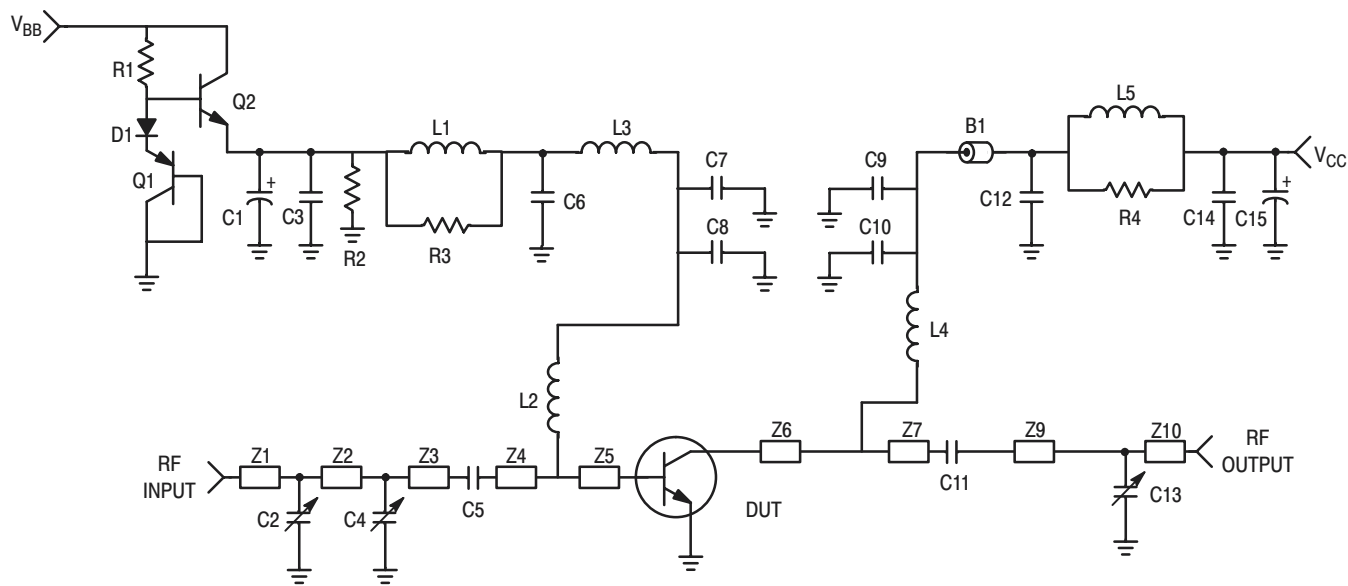 VBB
R1
Q2
D1
Q1
C1
+
C3
R2
L1
R3
C6
L3
C7
C8
C9
C10
B1
C12
L5
R4
C14
C15
+
VCC
L4
L2
RF
INPUT
Z1
Z2
Z3
Z4
Z5
C2
C4
C5
DUT
Z6
Z7
C11
Z9
Z10
C13
RF
OUTPUT